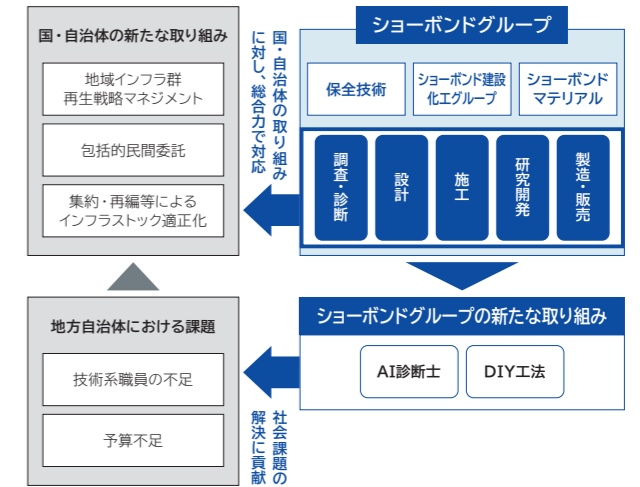 国・自治体の新たな取り組み
地域インフラ群
再生戦略マネジメント
包括的民間委託
集約・再編等による
インフラストック適正化
国・自治体の取り組み
に対し、総合力で対応
ショーボンドグループ
保全技術
ショーボンド建設
化工グループ
ショーボンド
マテリアル
調査・診断
設計
施工
研究開発
製造・販売
地方自治体における課題
技術系職員の不足
予算不足
社会課題の
解決に貢献
ショーボンドグループの新たな取り組み
AI診断士
DIY工法